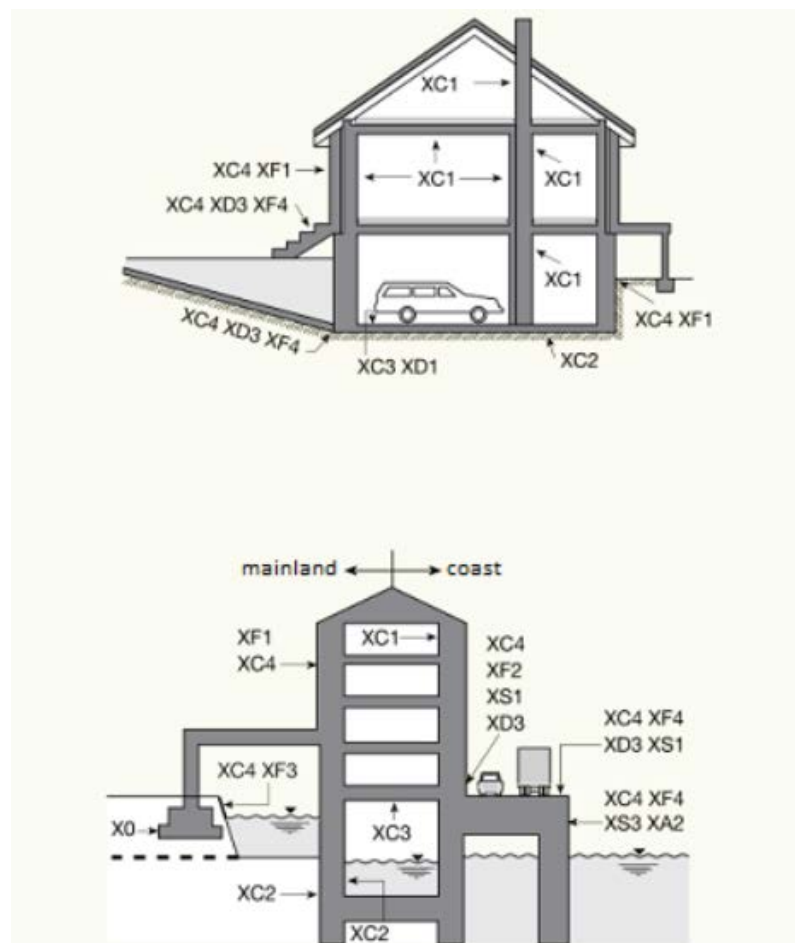 XC1
XC4 XF1
XC1
XC1
XC4 XD3 XF4
XC1
XC4 XF1
XC4 XD3 XF4
XC3 XD1
XC2
mainland
coast
XF1
XC4
XC1
XC4
XF2
XS1
XD3
XC4 XF4
XD3 XS1
XC4 XF3
XC4 XF4
XS3 XA2
X0
XC3
XC2
XC2